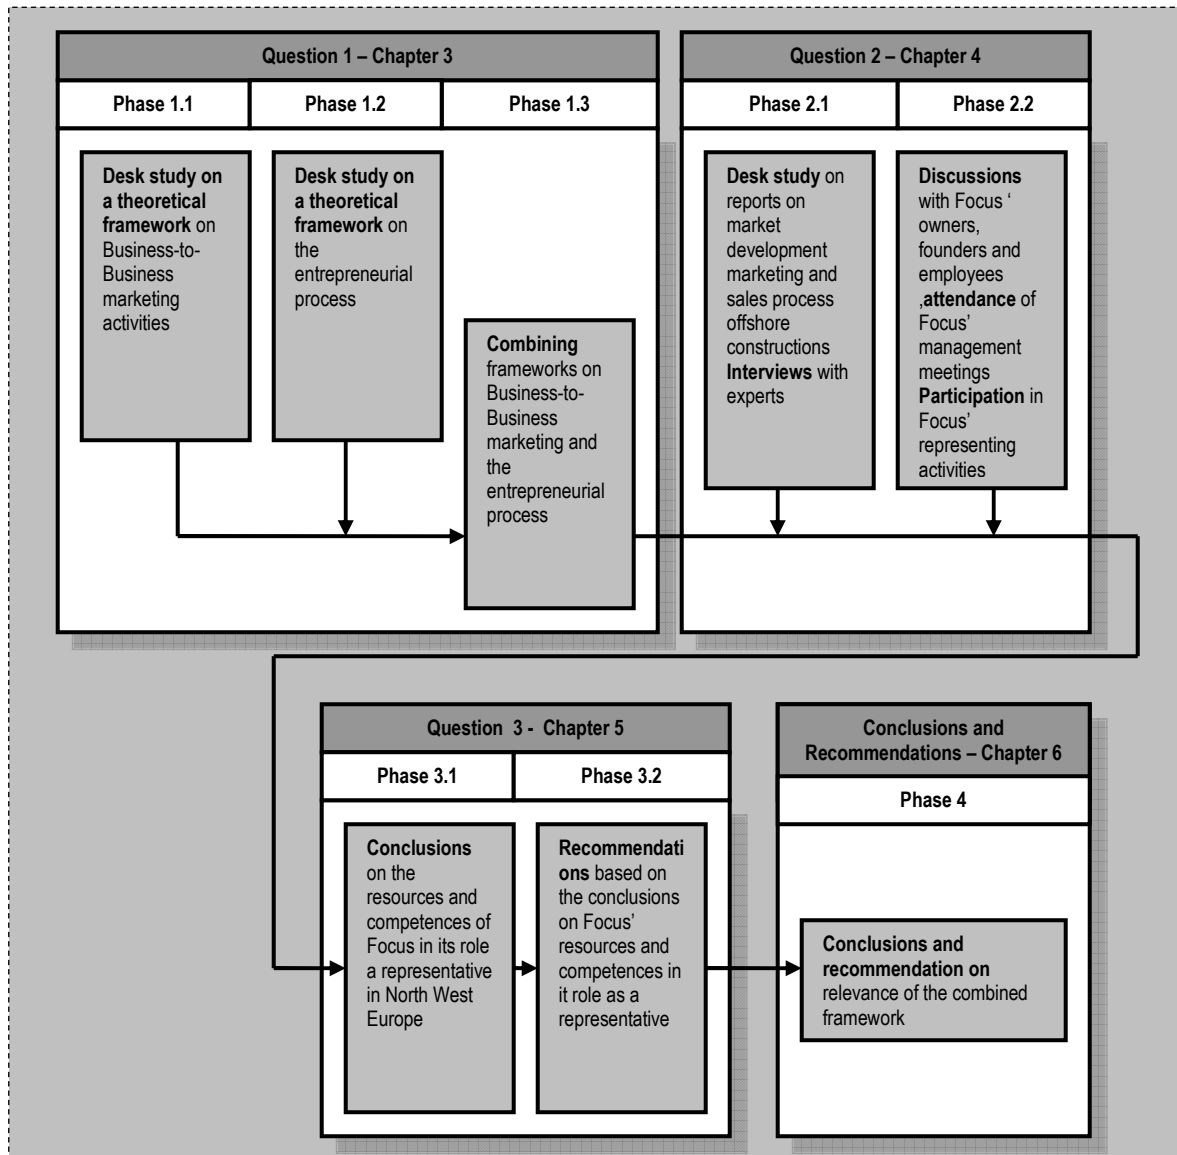 Question 1 – Chapter 3
Phase 1.1
Phase 1.2
Phase 1.3
Desk study on
a theoretical
framework on
Business-to-
Business
marketing
activities
Desk study on
a theoretical
framework on
the
entrepreneurial
process
Combining
frameworks on
Business-to-
Business
marketing and
the
entrepreneurial
process
Question 2 – Chapter 4
Phase 2.1
Phase 2.2
Desk study on
reports on
market
development
marketing and
sales process
offshore
constructions
Interviews with
experts
Discussions
with Focus ‘
owners,
founders and
employees
,attendance of
Focus’
management
meetings
Participation in
Focus’
representing
activities
Question 3 - Chapter 5
Phase 3.1
Phase 3.2
Conclusions
on the
resources and
competences of
Focus in its role
a representative
in North West
Europe
Recommendati
ons based on
the conclusions
on Focus’
resources and
competences in
it role as a
representative
Conclusions and
Recommendations – Chapter 6
Phase 4
Conclusions and
recommendation on
relevance of the combined
framework